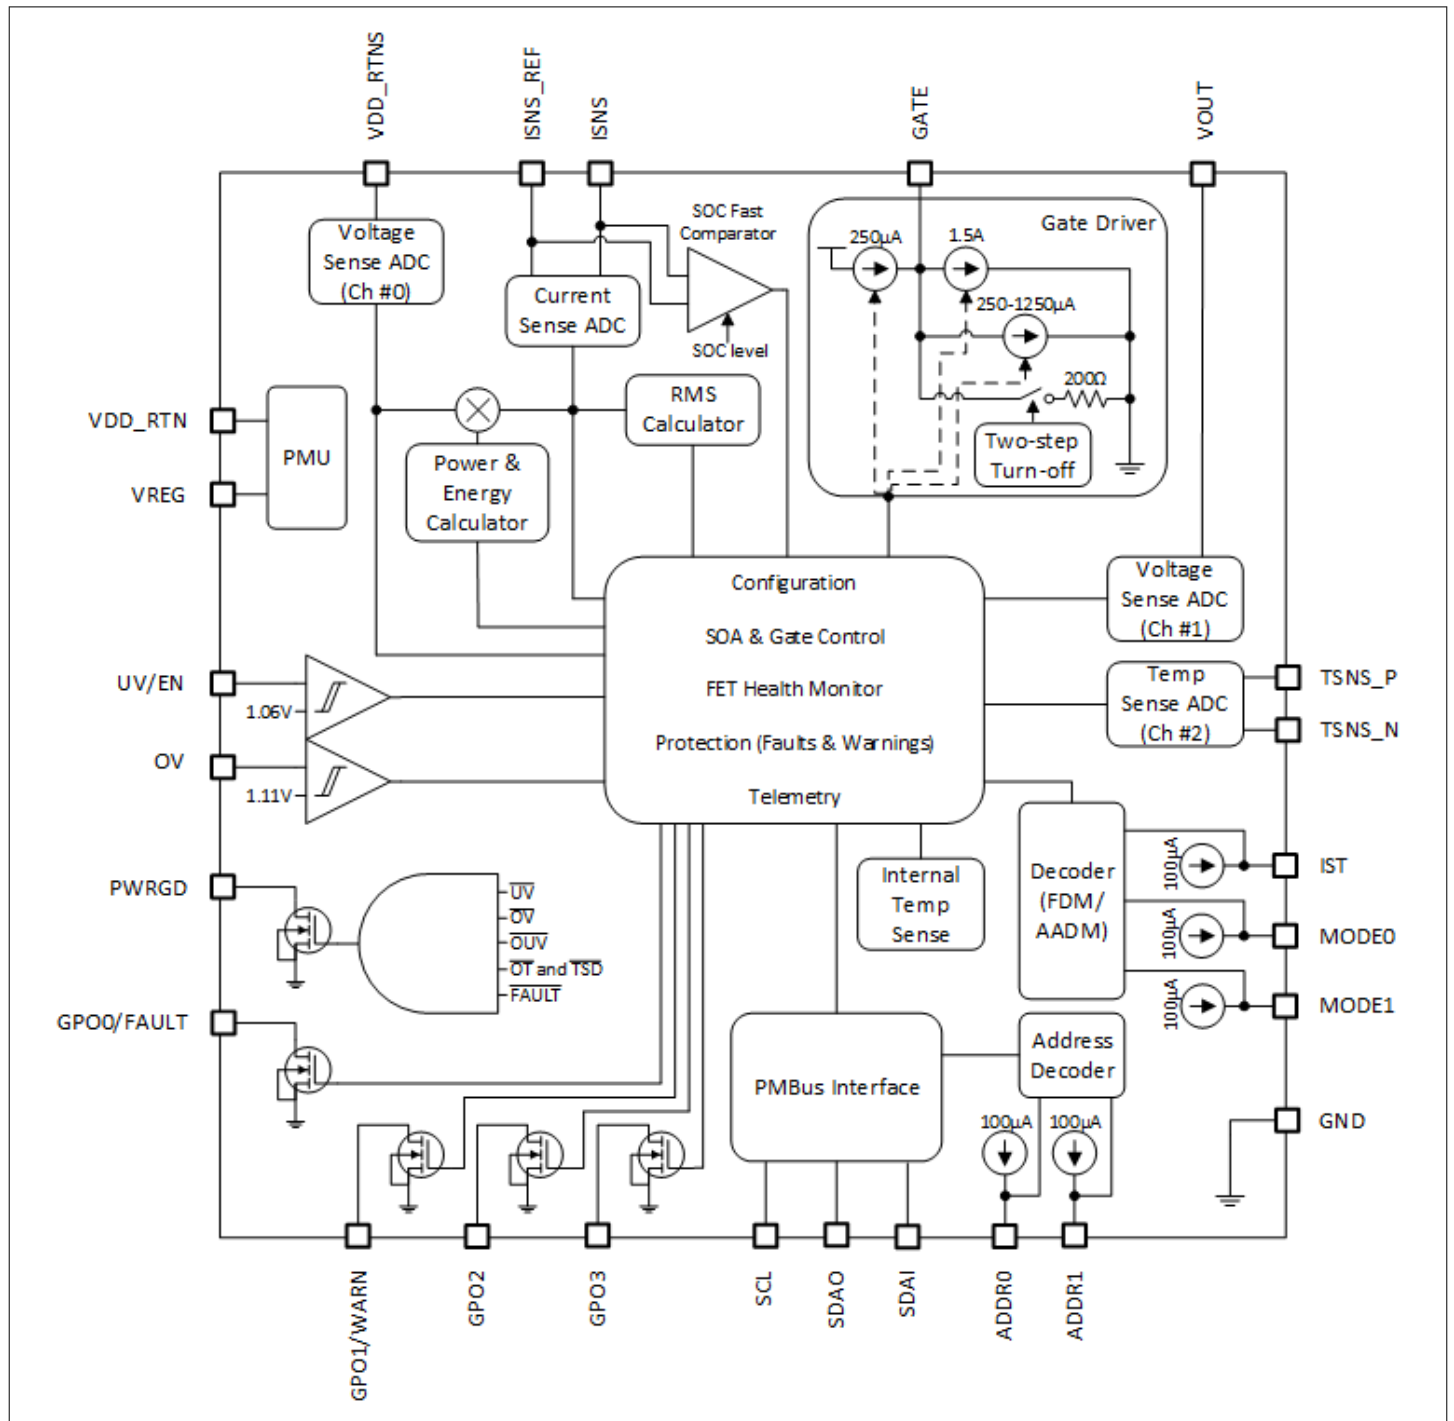 VDD_RTNS
ISNS_REF
ISNS
GATE
VOUT
Voltage
Sense ADC
(Ch #0)
SOC Fast
Comparator
Current
Sense ADC
SOC level
Gate Driver
250µA
1.5A
250-1250µA
200Ω
Two-step
Turn-off
VDD_RTN
VREG
PMU
RMS
Calculator
Power &
Energy
Calculator
Configuration
SOA & Gate Control
FET Health Monitor
Protection (Faults & Warnings)
Telemetry
Voltage
Sense ADC
(Ch #1)
Temp
Sense ADC
(Ch #2)
TSNS_P
TSNS_N
UV/EN
1.06V
OV
1.11V
PWRGD
UV
OV
OUV
OT and TSD
FAULT
GPO0/FAULT
Internal
Temp
Sense
Decoder
(FDM/
AADM)
100µA
IST
100µA
MODE0
100µA
MODE1
PMBus Interface
Address
Decoder
100µA
100µA
GND
GPO1/WARN
GPO2
GPO3
SCL
SDAO
SDAI
ADDR0
ADDR1